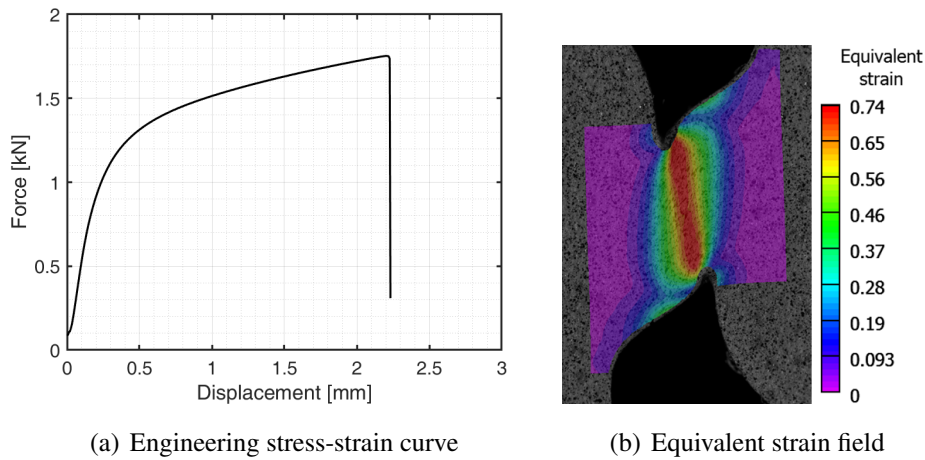 2
1.5
1
0.5
0
Force [kN]
0 0.5 1 1.5 2 2.5 3
Displacement [mm]
Equivalent
strain
0.74
0.65
0.56
0.46
0.37
0.28
0.19
0.093
0
(a) Engineering stress-strain curve
(b) Equivalent strain field